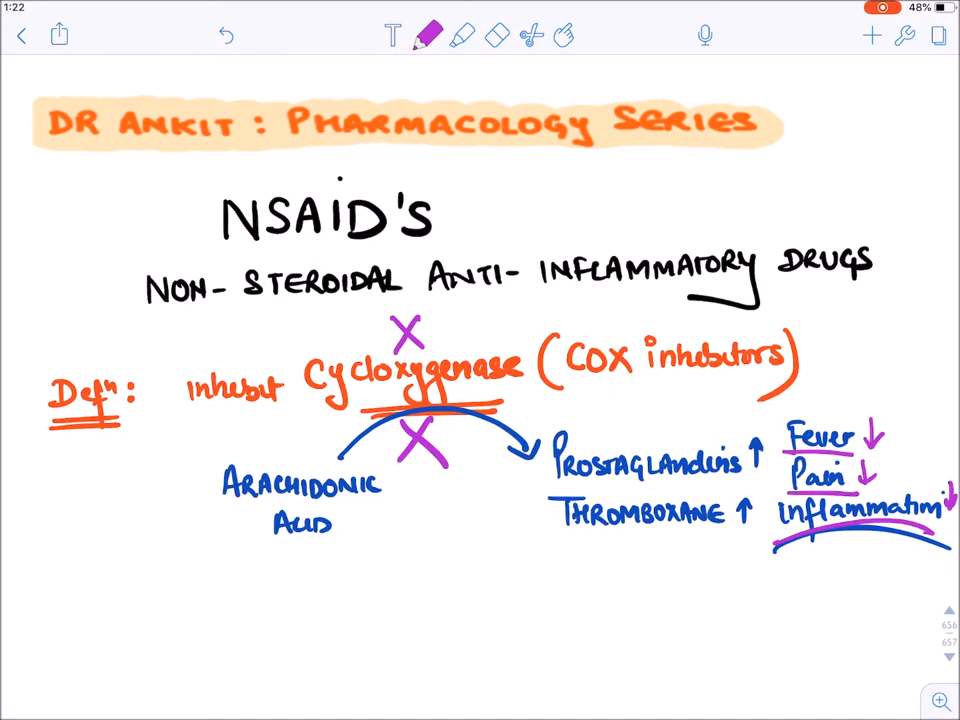 1:22
48%
T
DR ANKIT : PHARMACOLOGY SERIES
NSAID's
NON- STEROIDAL ANTI- INFLAMMATORY DRUGS
X
Defn : inhibit Cycloxygenase (COX inhibitors)
X
ARACHIDONIC
ACID
PROSTAGLANDINS ↑
THROMBOXANE ↑
Fever ↓
Pain ↓
inflammation ↓
656
657